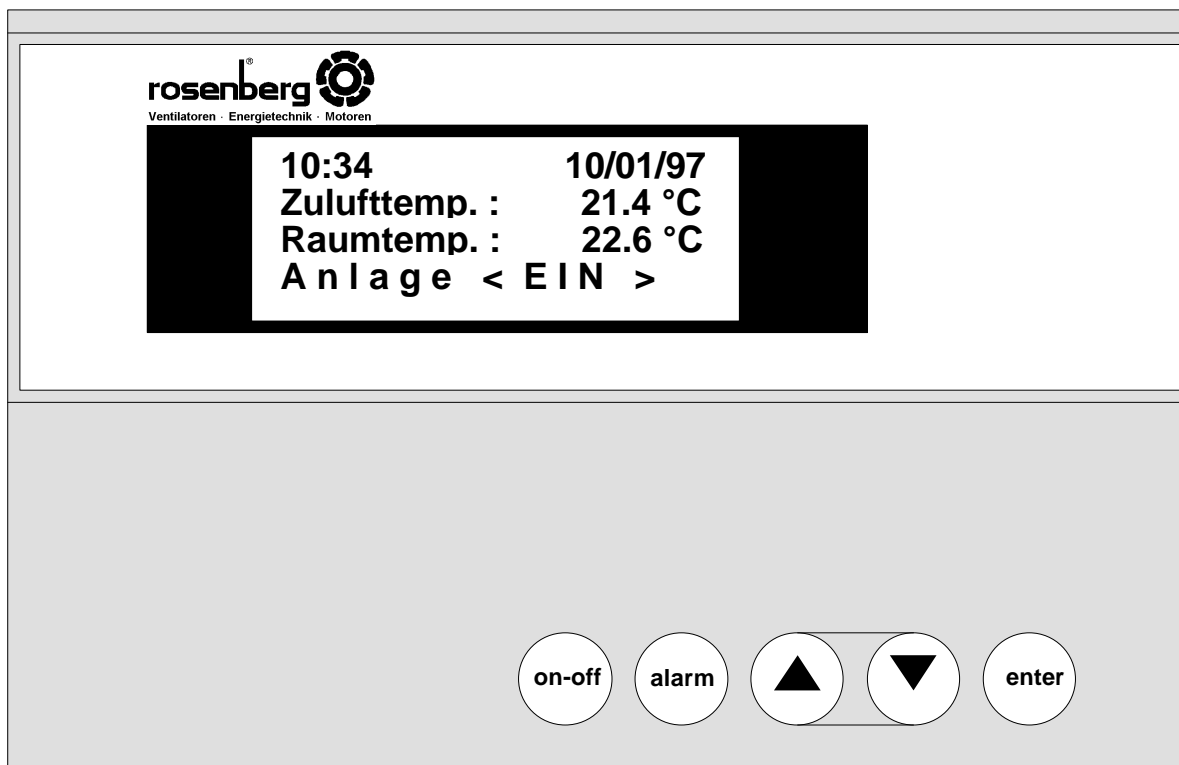 rosenberg®
Ventilatoren · Energietechnik · Motoren
10:34 10/01/97
Zulufttemp. : 21.4 °C
Raumtemp. : 22.6 °C
Anlage < EIN >
on-off alarm enter